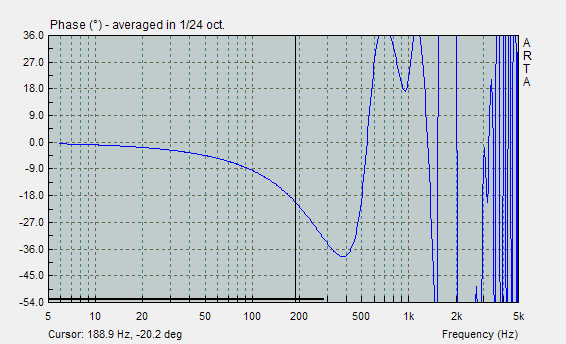 Phase (°) - averaged in 1/24 oct.
36.0
27.0
18.0
9.0
0.0
-9.0
-18.0
-27.0
-36.0
-45.0
-54.0
A
R
T
A
5 10 20 50 100 200 500 1k 2k 5k
Cursor: 188.9 Hz, -20.2 deg Frequency (Hz)